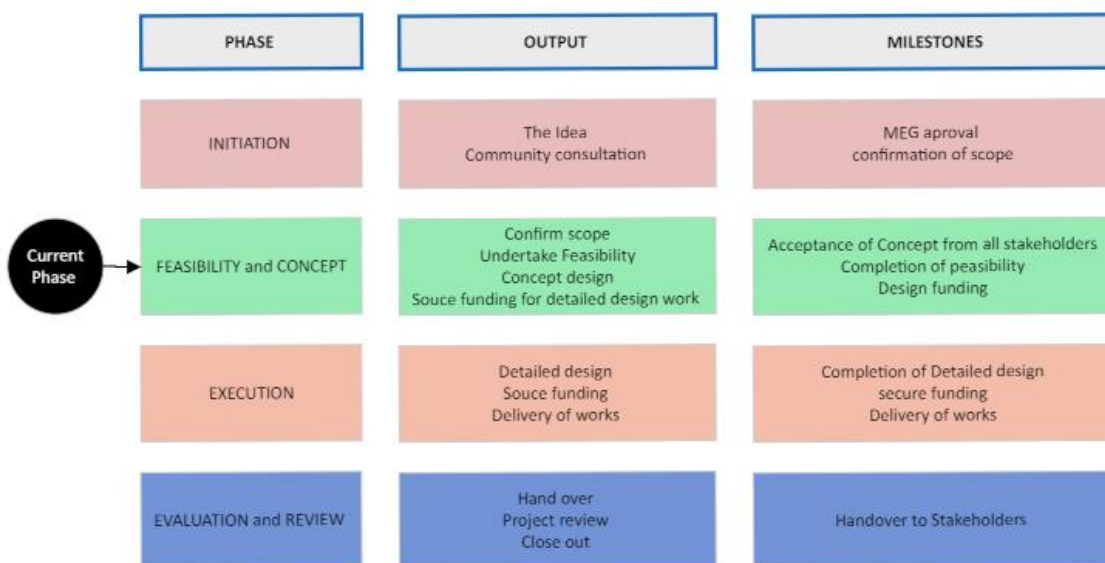 PHASE
OUTPUT
MILESTONES
INITIATION
The Idea
Community consultation
MEG aproval
confirmation of scope
Current
Phase
FEASIBILITY and CONCEPT
Confirm scope
Undertake Feasibility
Concept design
Souce funding for detailed design work
Acceptance of Concept from all stakeholders
Completion of peasibility
Design funding
EXECUTION
Detailed design
Souce funding
Delivery of works
Completion of Detailed design
secure funding
Delivery of works
EVALUATION and REVIEW
Hand over
Project review
Close out
Handover to Stakeholders